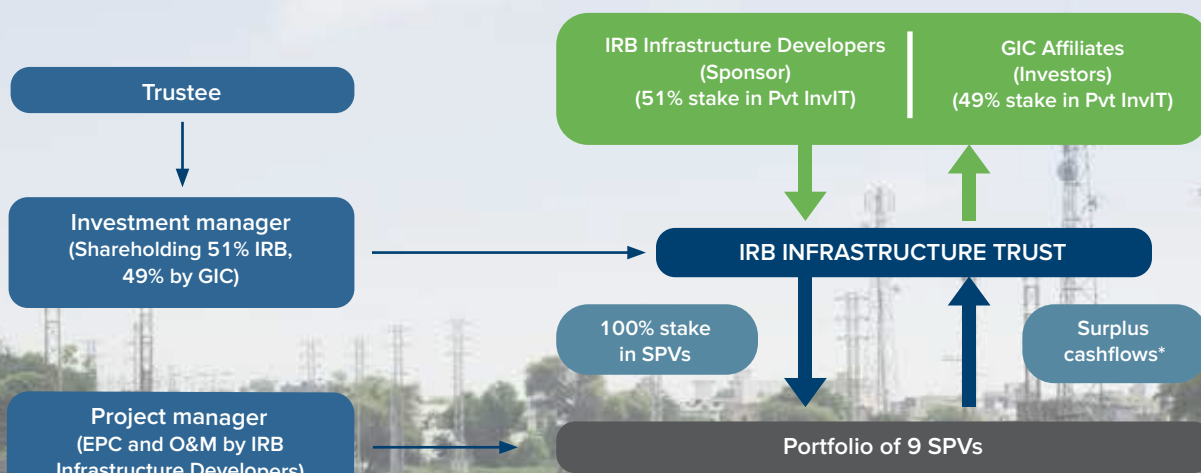 Trustee
Investment manager
(Shareholding 51% IRB,
49% by GIC)
Project manager
(EPC and O&M by IRB
Infrastructure Developers)
IRB Infrastructure Developers
(Sponsor)
(51% stake in Pvt InvIT)
GIC Affiliates
(Investors)
(49% stake in Pvt InvIT)
IRB INFRASTRUCTURE TRUST
100% stake
in SPVs
Surplus
cashflows*
Portfolio of 9 SPVs